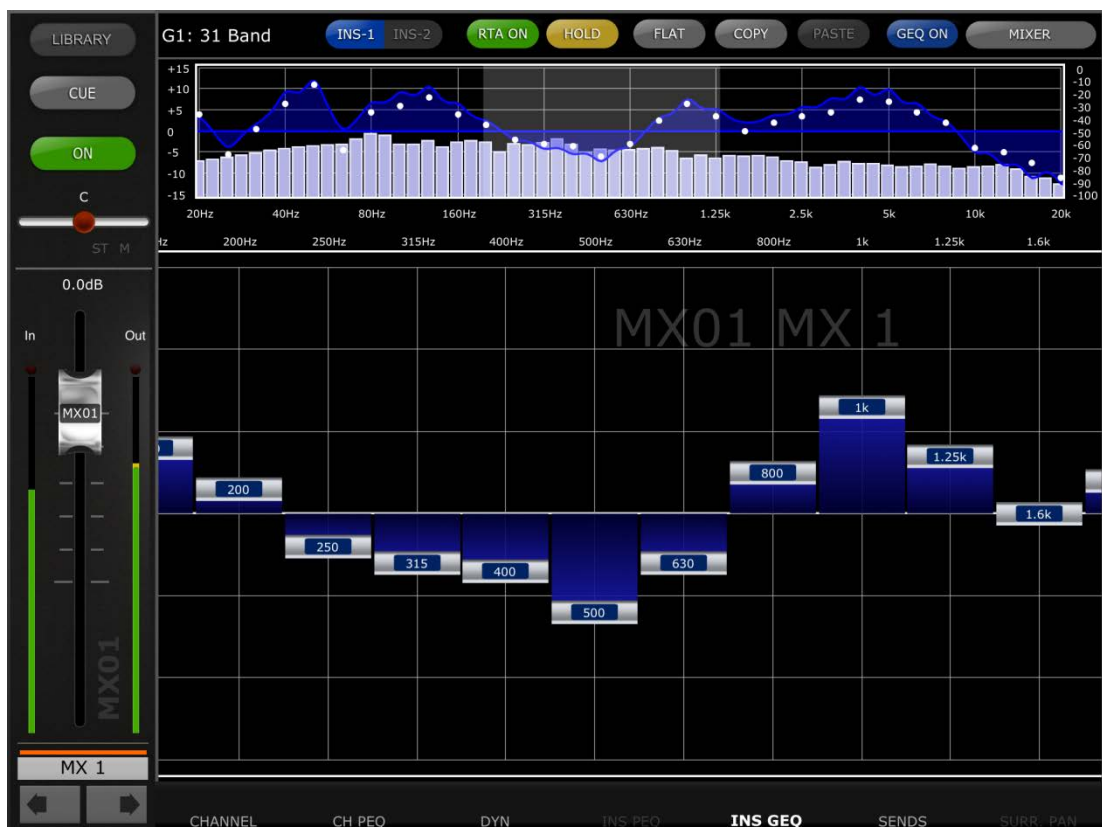 LIBRARY
CUE
ON
C
ST M
0.0dB
In
Out
MX01
MX01
MX 1
G1: 31 Band
INS-1 INS-2
RTA ON
HOLD
FLAT
COPY
PASTE
GEQ ON
MIXER
+15
+10
+5
0
-5
-10
-15
0
-10
-20
-30
-40
-50
-60
-70
-80
-90
-100
20Hz 40Hz 80Hz 160Hz 315Hz 630Hz 1.25k 2.5k 5k 10k 20k
200Hz 250Hz 315Hz 400Hz 500Hz 630Hz 800Hz 1k 1.25k 1.6k
MX01 MX 1
200
250
315
400
500
630
800
1k
1.25k
1.6k
CHANNEL CH PEQ DYN INS PEQ INS GEQ SENDS SURR. PAN